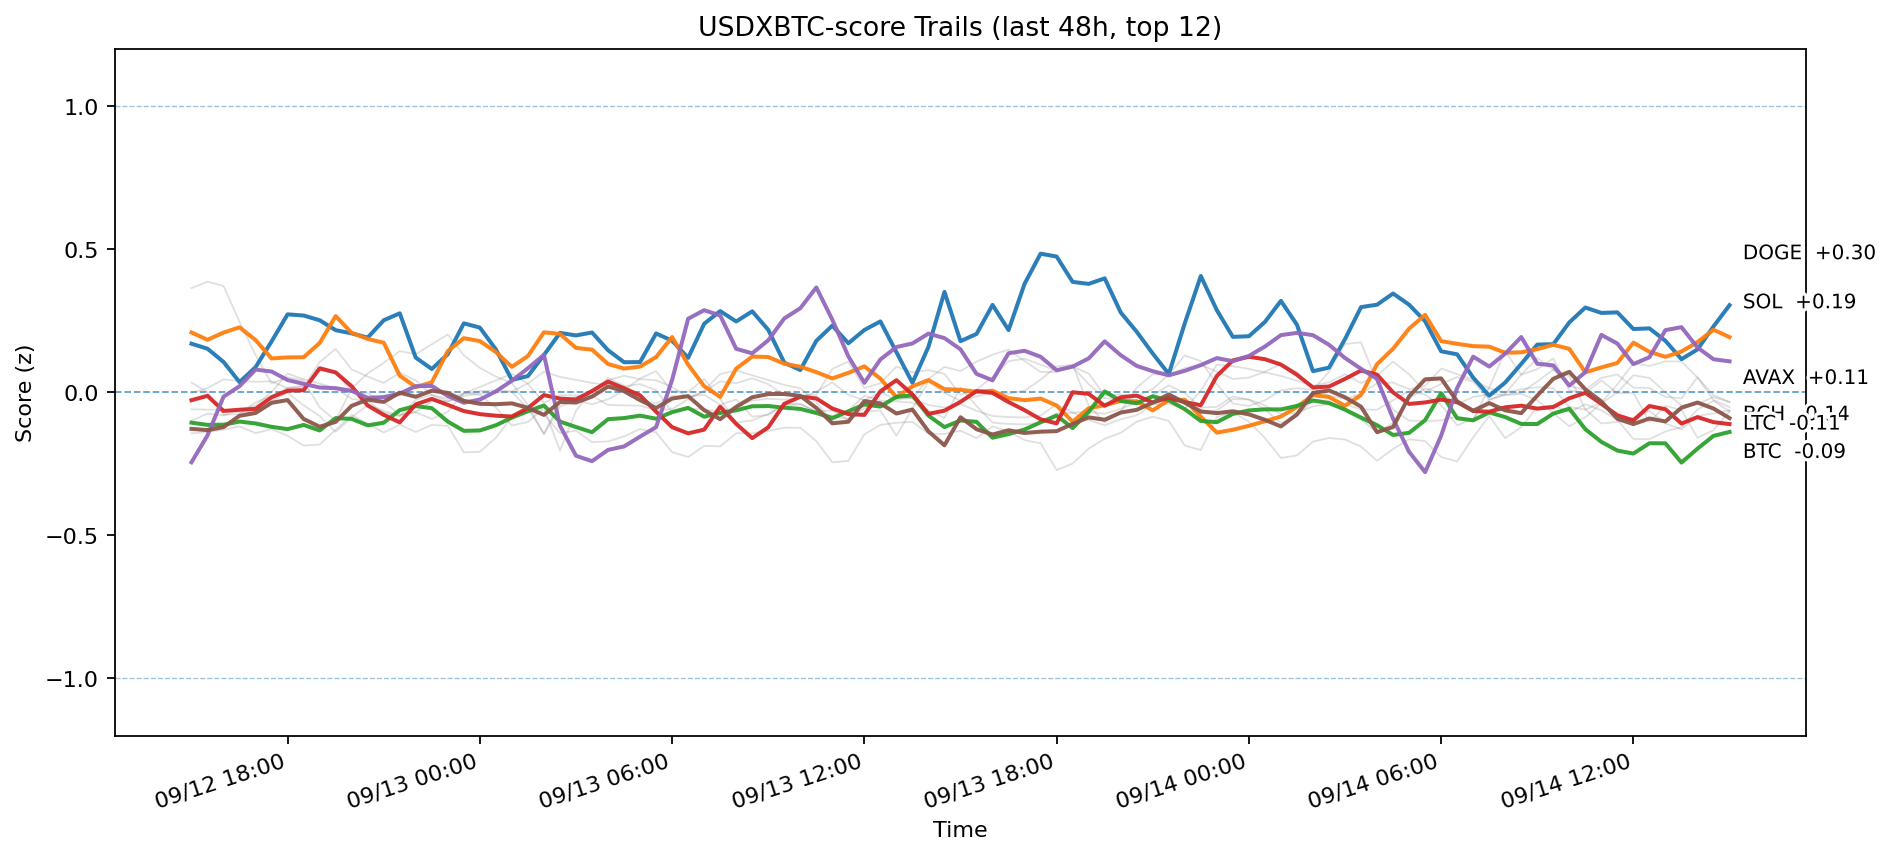 USDXBTC-score Trails (last 48h, top 12)
Score (z)
1.0
0.5
0.0
−0.5
−1.0
DOGE +0.30
SOL +0.19
AVAX +0.11
BCH -0.14
LTC -0.11
BTC -0.09
09/12 18:00
09/13 00:00
09/13 06:00
09/13 12:00
09/13 18:00
09/14 00:00
09/14 06:00
09/14 12:00
Time